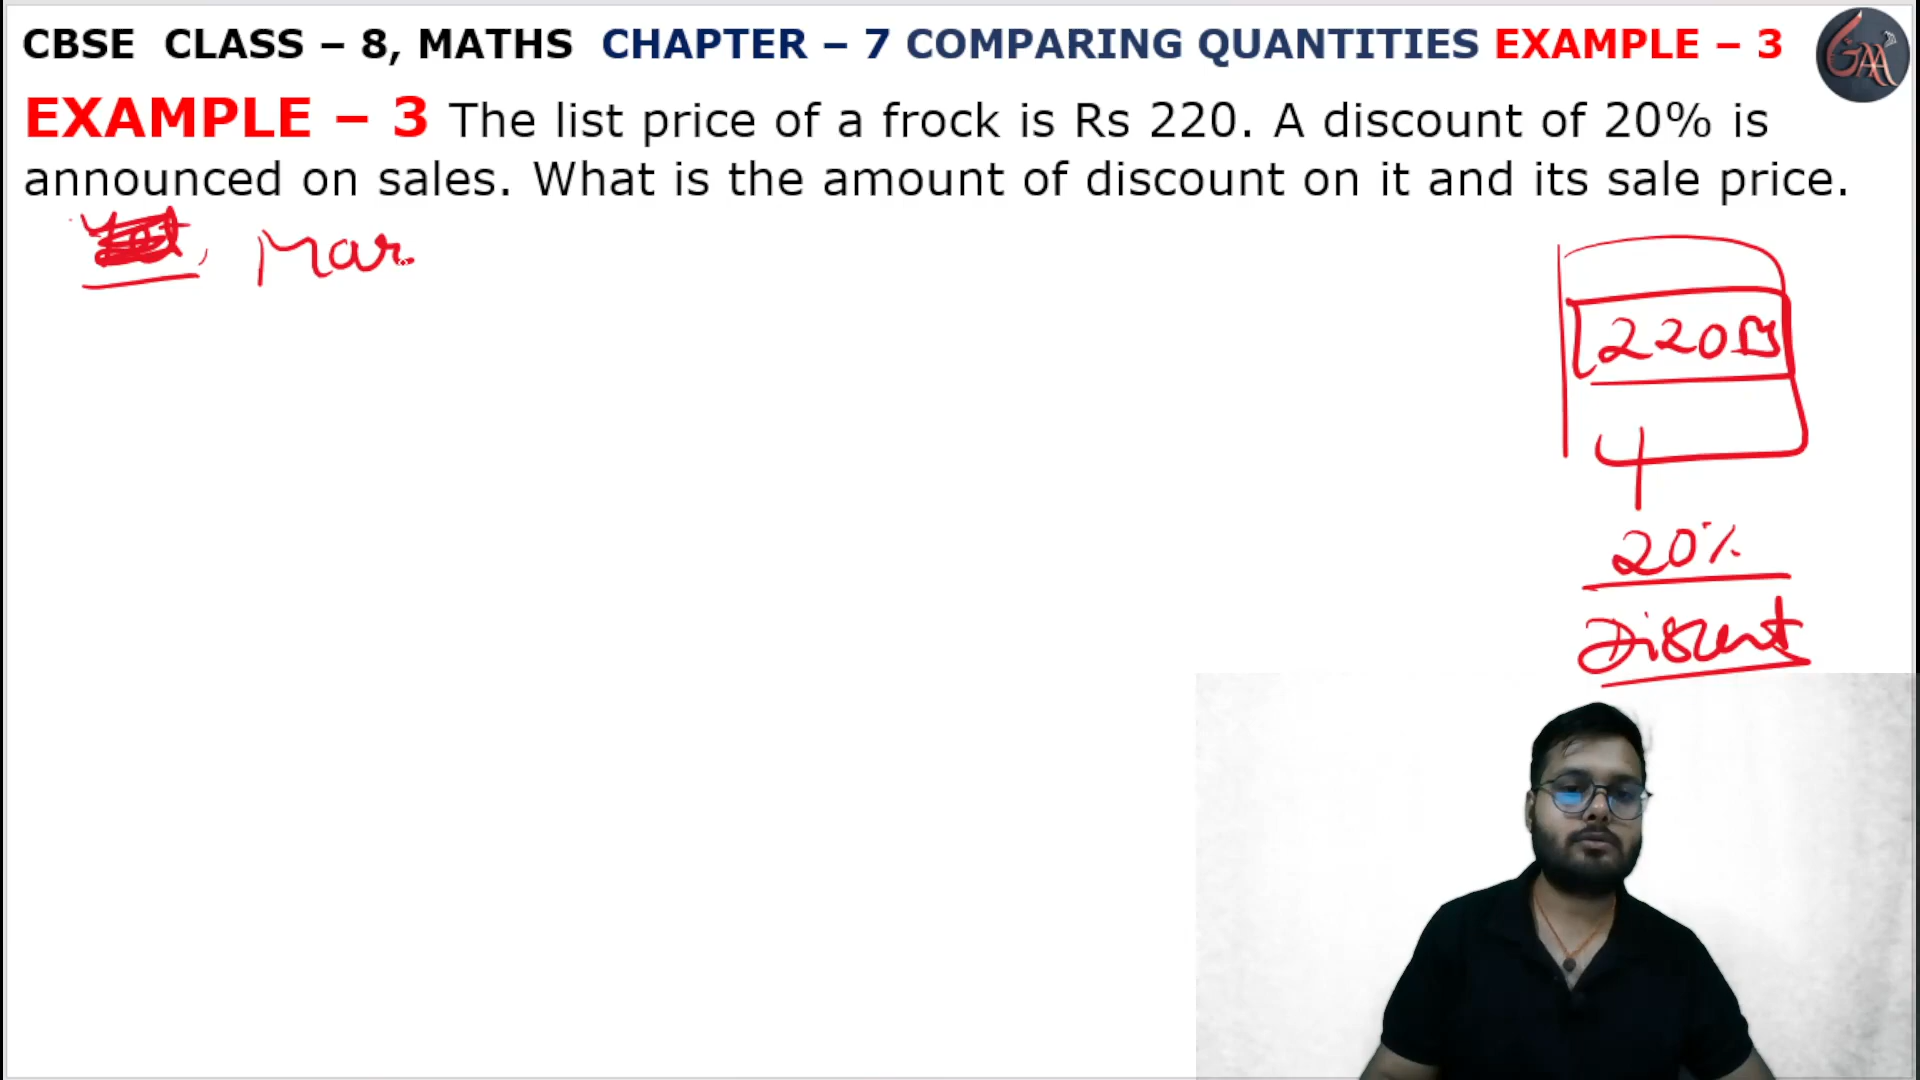 CBSE CLASS – 8, MATHS CHAPTER – 7 COMPARING QUANTITIES EXAMPLE – 3
EXAMPLE – 3 The list price of a frock is Rs 220. A discount of 20% is
announced on sales. What is the amount of discount on it and its sale price.
Mar
220 Rs
20%
Discount